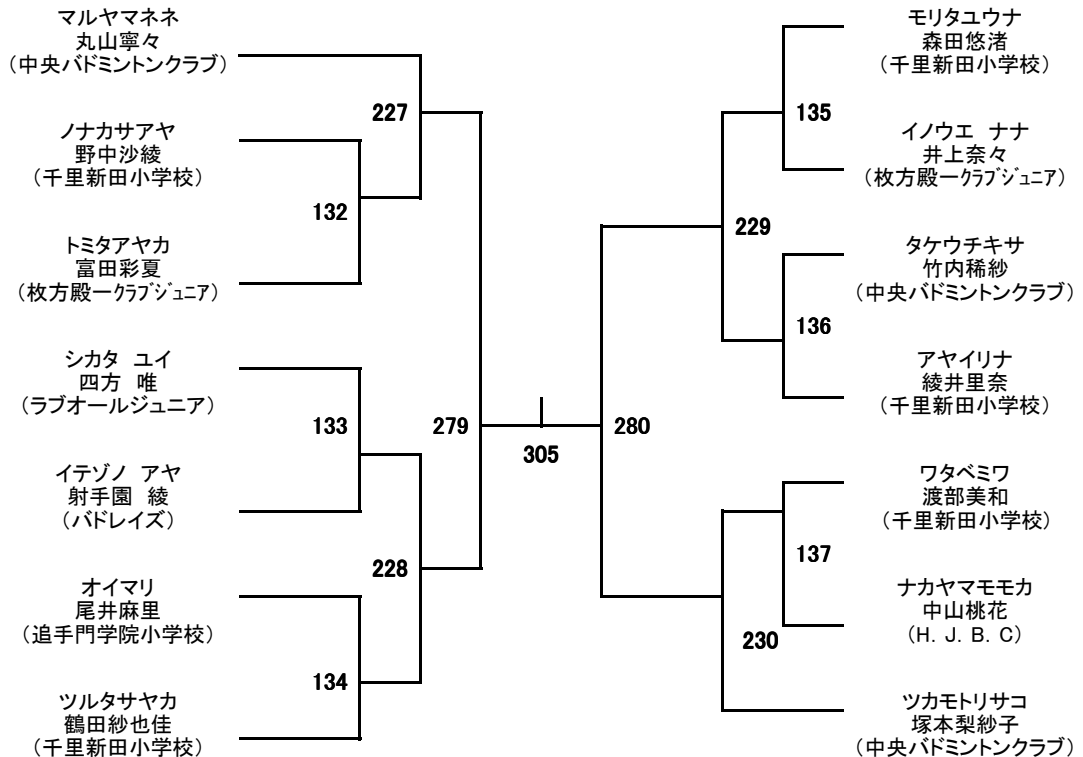 マルヤマネネ
丸山寧々
(中央バドミントンクラブ)
227
ノナカサアヤ
野中沙綾
(千里新田小学校)
132
トミタアヤカ
富田彩夏
(枚方殿一クラブジュニア)
シカタ ユイ
四方 唯
(ラブオールジュニア)
133
279
イテゾノ アヤ
射手園 綾
(バドレイズ)
228
オイマリ
尾井麻里
(追手門学院小学校)
134
ツルタサヤカ
鶴田紗也佳
(千里新田小学校)
305
モリタユウナ
森田悠渚
(千里新田小学校)
135
イノウエ ナナ
井上奈々
(枚方殿一クラブジュニア)
229
タケウチキサ
竹内稀紗
(中央バドミントンクラブ)
136
アヤイリナ
綾井里奈
(千里新田小学校)
280
ワタベミワ
渡部美和
(千里新田小学校)
137
ナカヤマモモカ
中山桃花
(H. J. B. C)
230
ツカモトリサコ
塚本梨紗子
(中央バドミントンクラブ)